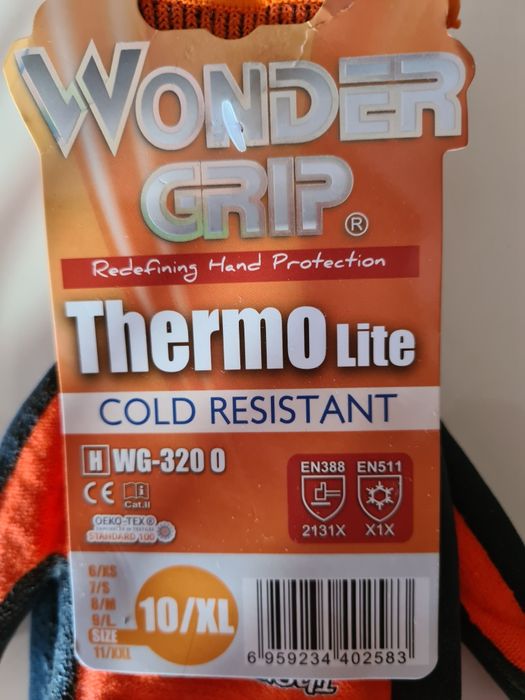 WONDER
GRIP®
Redefining Hand Protection
Thermo Lite
COLD RESISTANT
H WG-320 O
CE Cat.II
EN388 EN511
2131X X1X
OEKO-TEX®
STANDARD 100
6/XS
7/S
8/M
9/L
SIZE
10/XL
11/XXL
6 959234 402583